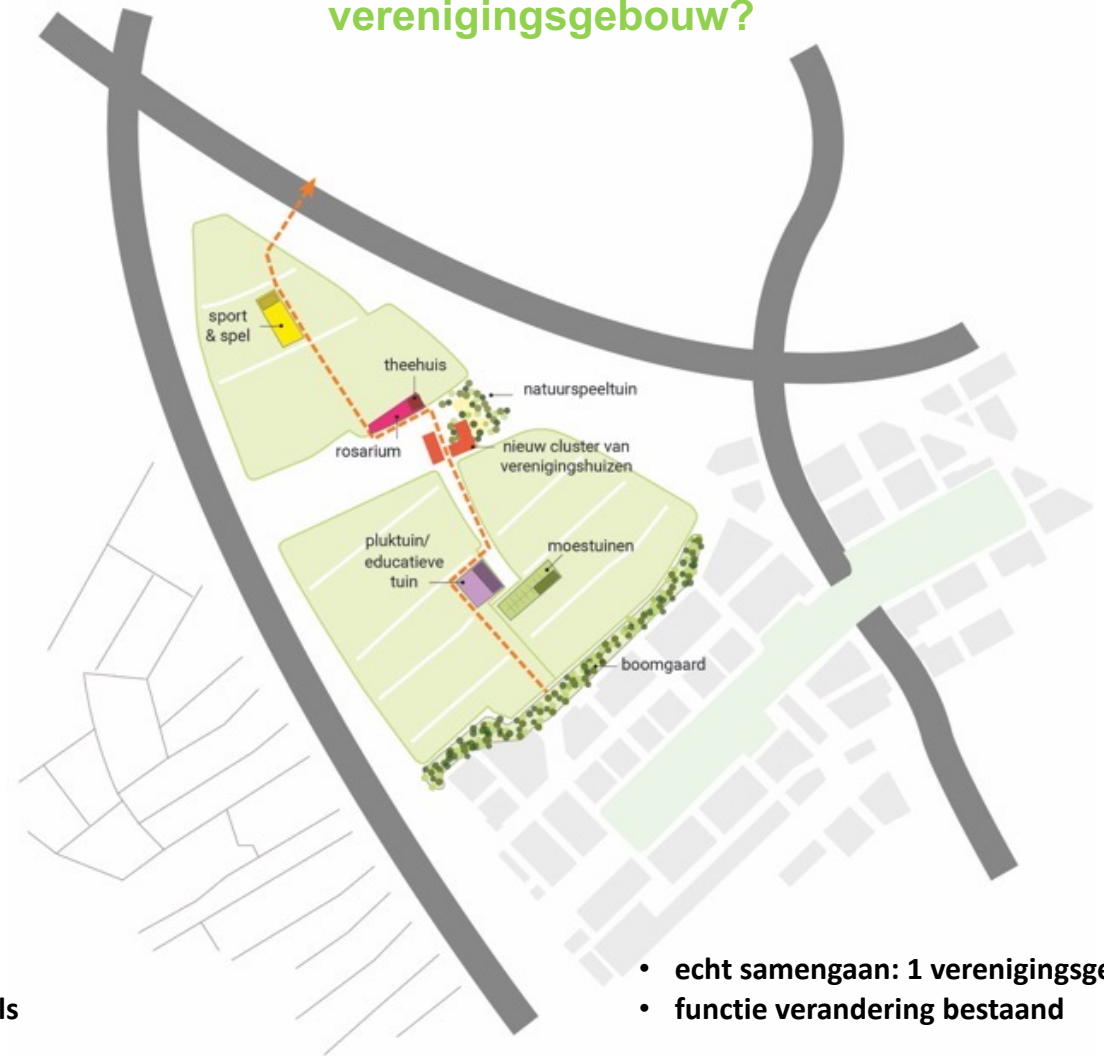 verenigingsgebouw?
sport
& spel
theehuis
natuurspeeltuin
rosarium
nieuw cluster van
verenigingshuizen
pluktuin/
educatieve
tuin
moestuinen
boomgaard
• echt samengaan: 1 verenigingsge
ls
• functie verandering bestaand